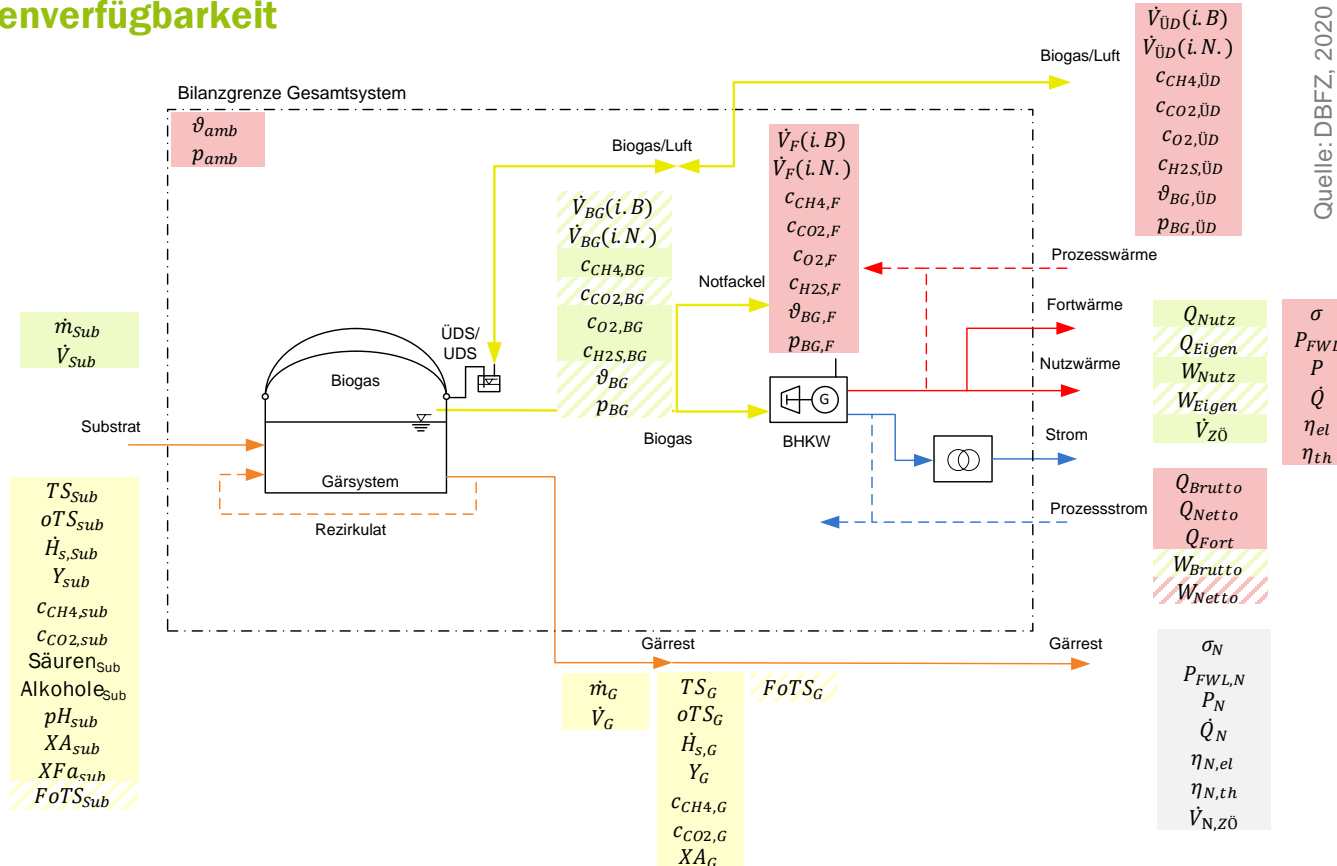 enverfügbarkeit
Quelle: DBFZ, 2020
Bilanzgrenze Gesamtsystem
ϑ_amb
p_amb
Biogas/Luft
Biogas/Luft
V̇_ÜD(i. B)
V̇_ÜD(i. N.)
c_CH4,ÜD
c_CO2,ÜD
c_O2,ÜD
c_H2S,ÜD
ϑ_BG,ÜD
p_BG,ÜD
V̇_F(i. B)
V̇_F(i. N.)
c_CH4,F
c_CO2,F
c_O2,F
c_H2S,F
ϑ_BG,F
p_BG,F
V̇_BG(i. B)
V̇_BG(i. N.)
c_CH4,BG
c_CO2,BG
c_O2,BG
c_H2S,BG
ϑ_BG
p_BG
Notfackel
Prozesswärme
Fortwärme
Nutzwärme
Strom
Prozessstrom
ṁ_Sub
V̇_Sub
ÜDS/
UDS
Biogas
Substrat
Gärsystem
Rezirkulat
Biogas
G
BHKW
Q_Nutz
Q_Eigen
W_Nutz
W_Eigen
V̇_ZÖ
σ
P_FWL
P
Q̇
η_el
η_th
Q_Brutto
Q_Netto
Q_Fort
W_Brutto
W_Netto
TS_Sub
oTS_sub
Ḣ_s,Sub
Y_sub
c_CH4,sub
c_CO2,sub
Säuren_Sub
Alkohole_Sub
pH_sub
XA_sub
XFa_sub
FoTS_Sub
Gärrest
Gärrest
ṁ_G
V̇_G
TS_G
oTS_G
Ḣ_s,G
Y_G
c_CH4,G
c_CO2,G
XA_G
FoTS_G
σ_N
P_FWL,N
P_N
Q̇_N
η_N,el
η_N,th
V̇_N,ZÖ